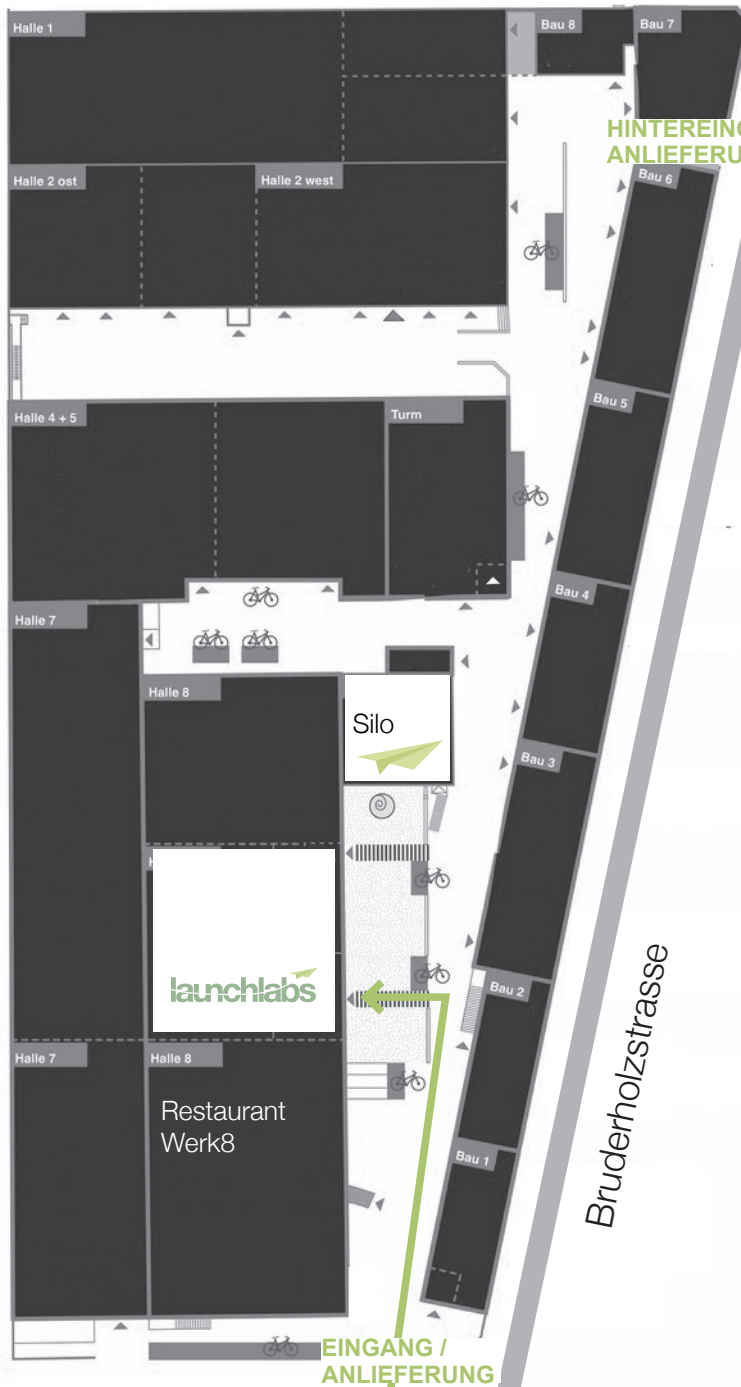 Halle 1
Bau 8
Bau 7
HINTEREING
ANLIEFERU
Halle 2 ost
Halle 2 west
Bau 6
Halle 4 + 5
Turm
Bau 5
Bau 4
Halle 7
Halle 8
Silo
Bau 3
launchlabs
Bau 2
Halle 7
Halle 8
Restaurant
Werk8
Bau 1
Bruderholzstrasse
EINGANG /
ANLIEFERUNG